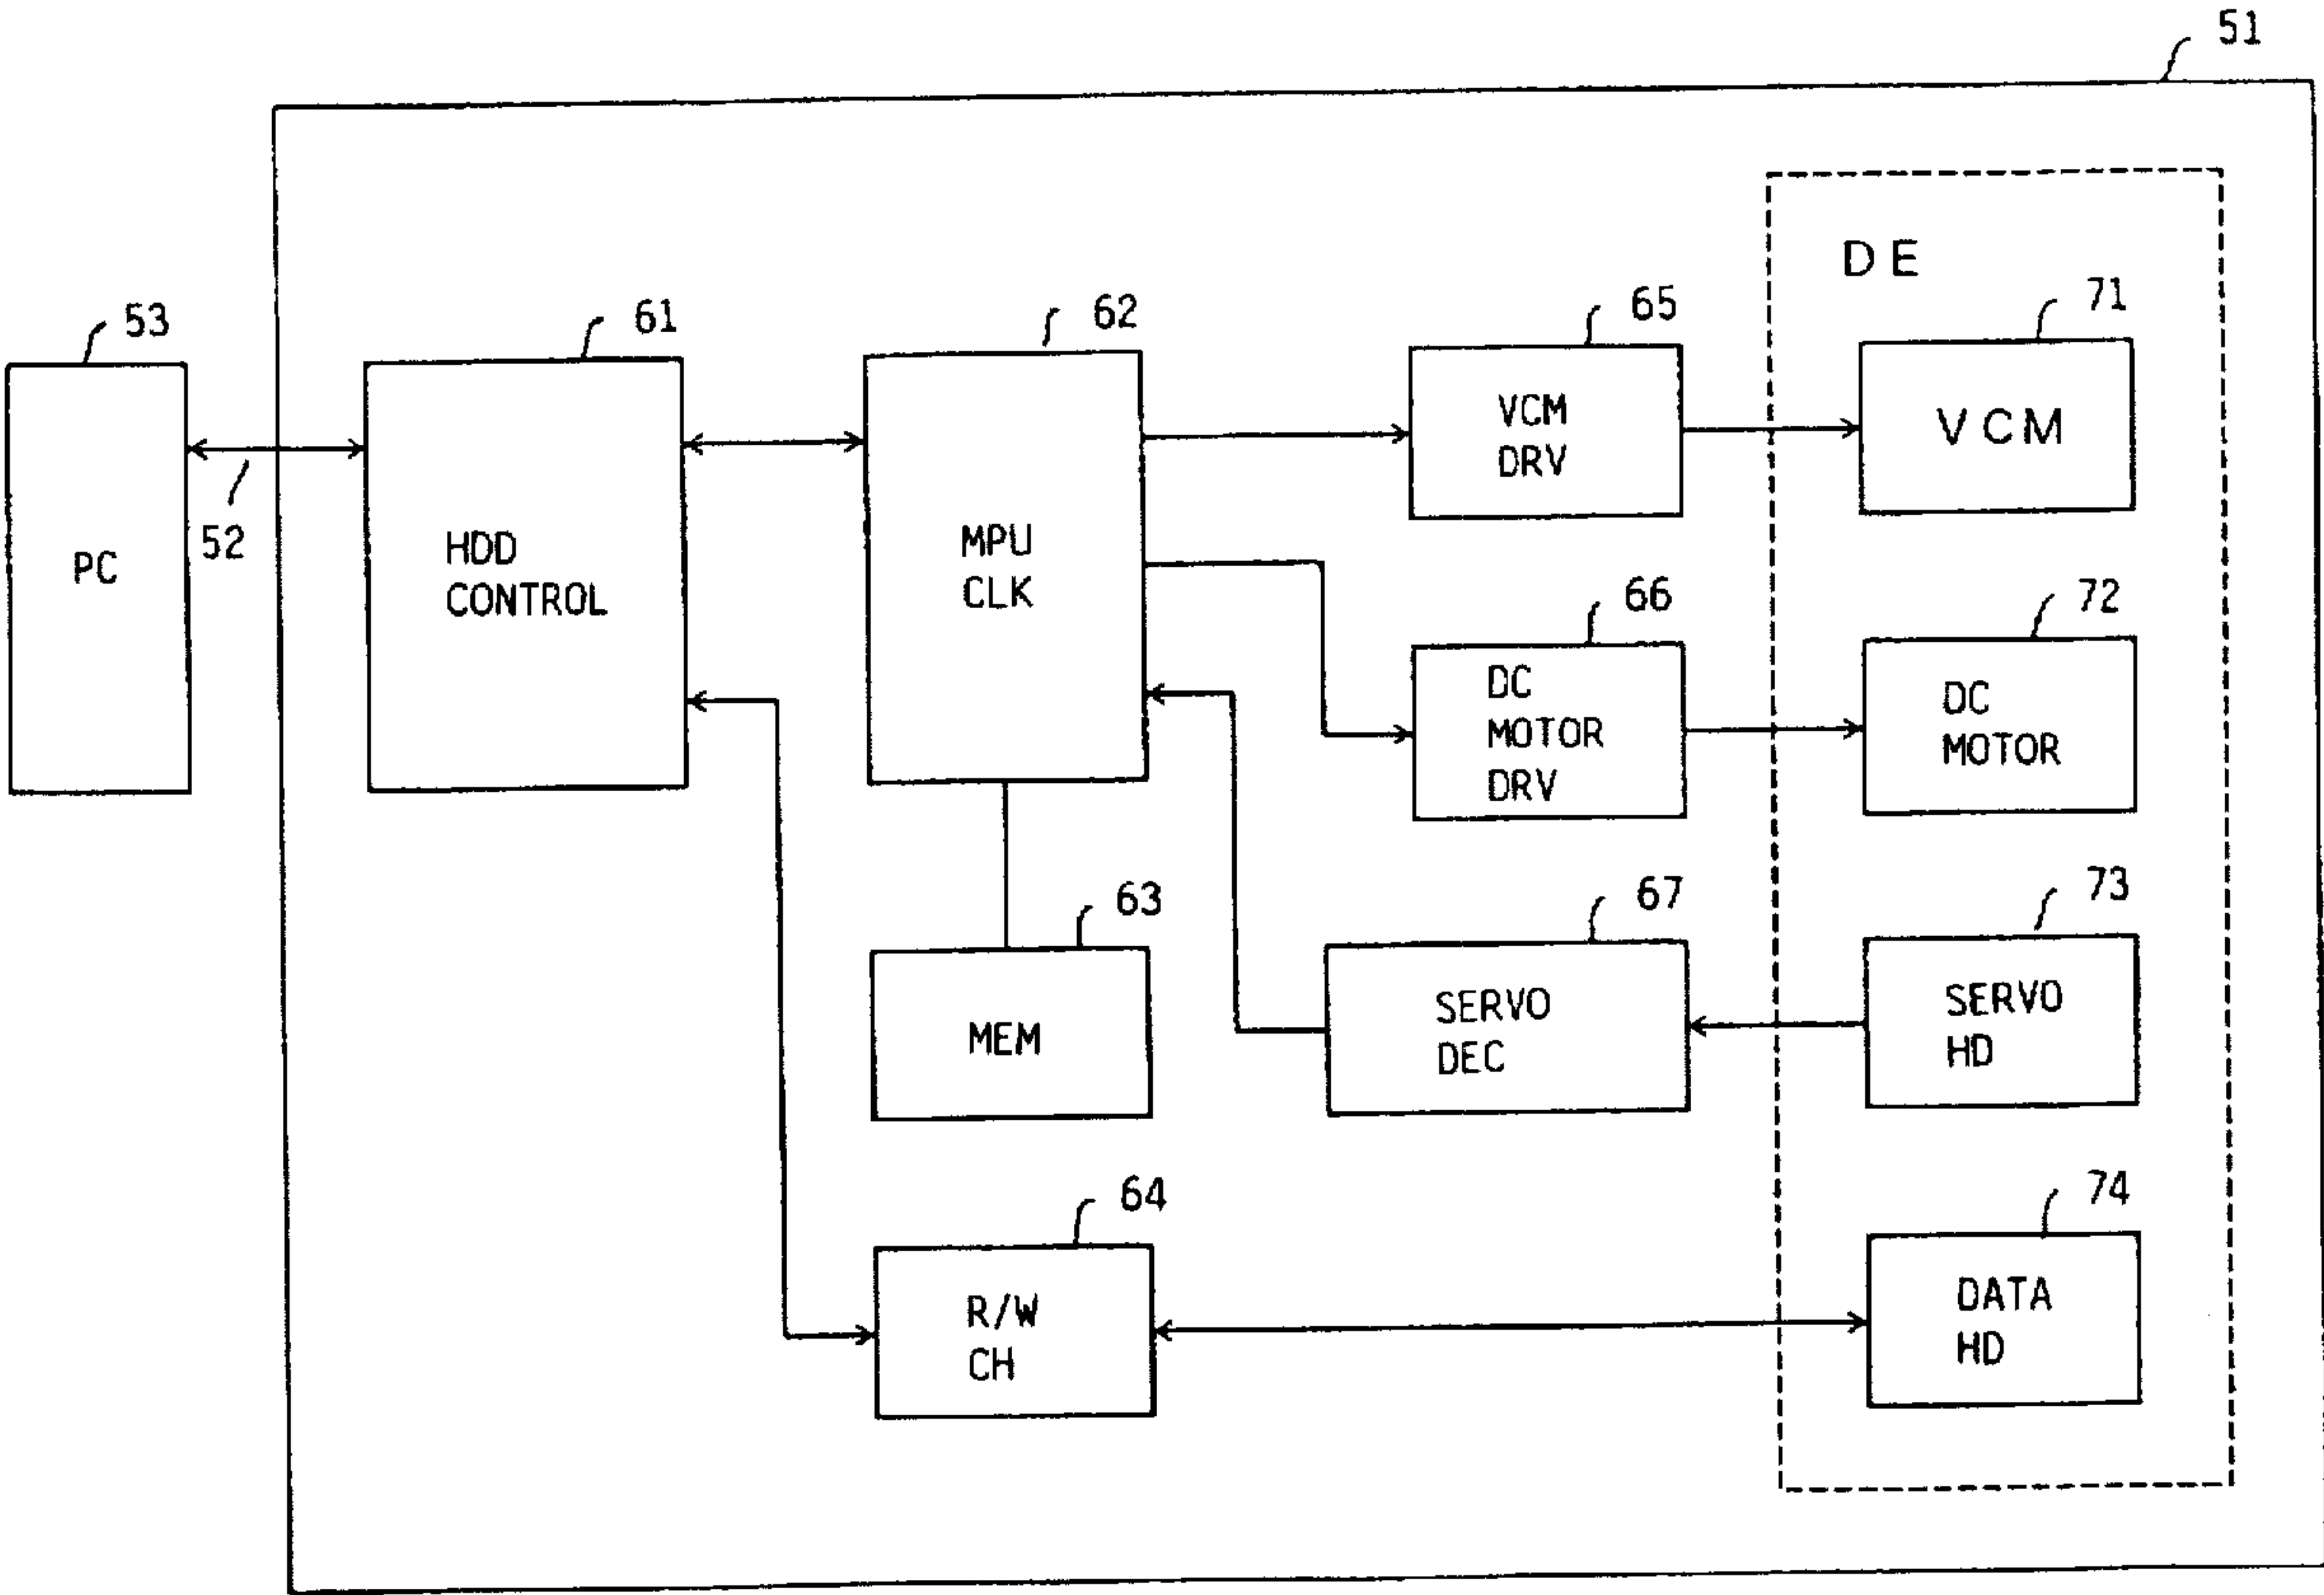 51
DE
53
61
62
65
71
PC
52
HDD
CONTROL
MPU
CLK
VCM
DRV
VCM
66
72
DC
MOTOR
DRV
DC
MOTOR
63
67
73
MEM
SERVO
DEC
SERVO
HD
64
74
R/W
CH
DATA
HD